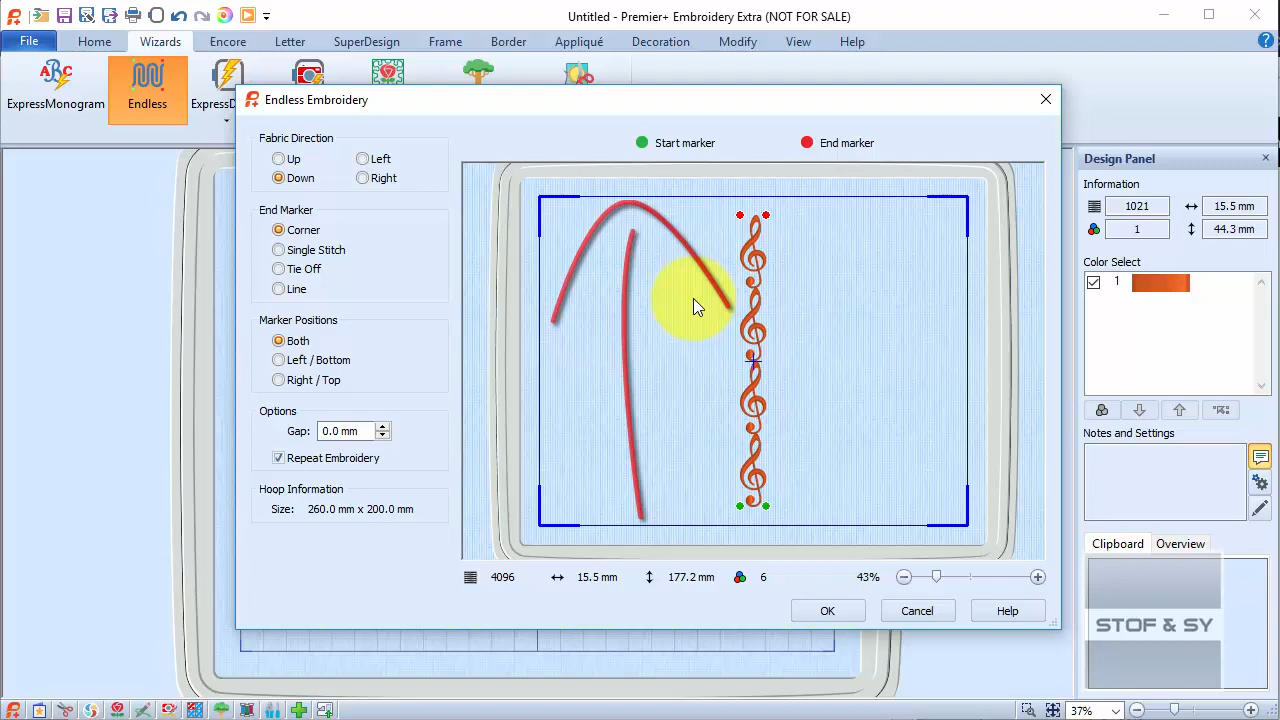 Untitled - Premier+ Embroidery Extra (NOT FOR SALE)
File Home Wizards Encore Letter SuperDesign Frame Border Appliqué Decoration Modify View Help
ABC
ExpressMonogram Endless ExpressD
Endless Embroidery
Fabric Direction
Up Left
Down Right
End Marker
Corner
Single Stitch
Tie Off
Line
Marker Positions
Both
Left / Bottom
Right / Top
Options
Gap: 0.0 mm
Repeat Embroidery
Hoop Information
Size: 260.0 mm x 200.0 mm
Start marker End marker
4096 15.5 mm 177.2 mm 6 43%
OK Cancel Help
Design Panel
Information
1021 15.5 mm
1 44.3 mm
Color Select
1
Notes and Settings
Clipboard Overview
STOF & SY
37%